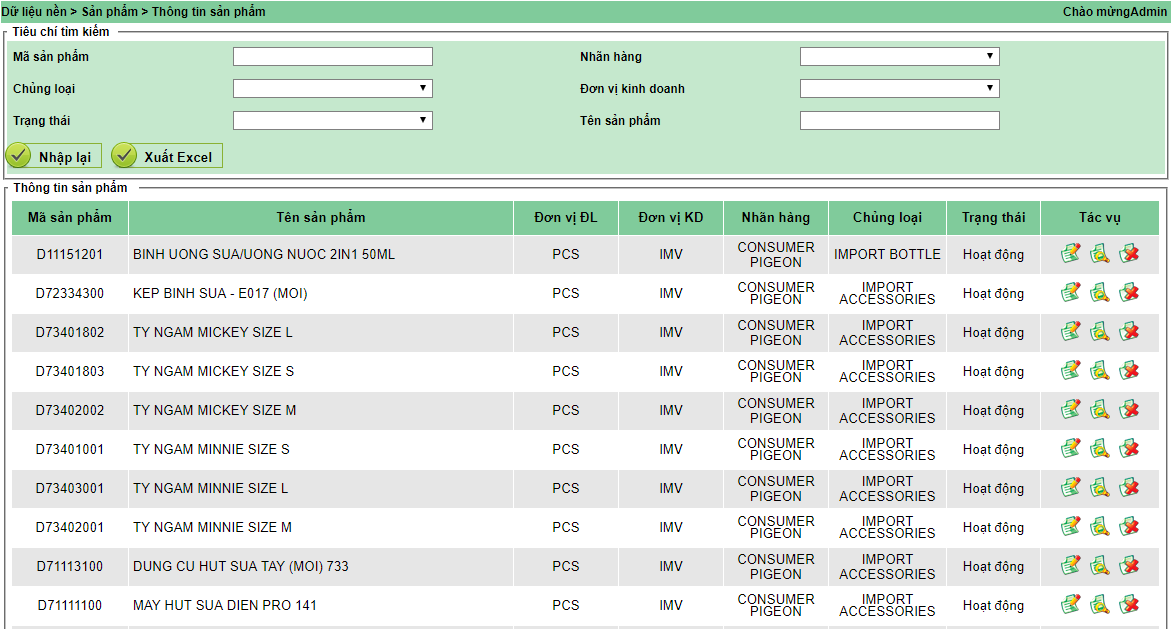 Dữ liệu nền > Sản phẩm > Thông tin sản phẩm Chào mừngAdmin
Tiêu chí tìm kiếm
Mã sản phẩm Nhãn hàng
Chủng loại Đơn vị kinh doanh
Trạng thái Tên sản phẩm
Nhập lại Xuất Excel
Thông tin sản phẩm
Mã sản phẩm Tên sản phẩm Đơn vị ĐL Đơn vị KD Nhãn hàng Chủng loại Trạng thái Tác vụ
D11151201 BINH UONG SUA/UONG NUOC 2IN1 50ML PCS IMV CONSUMER PIGEON IMPORT BOTTLE Hoạt động
D72334300 KEP BINH SUA - E017 (MOI) PCS IMV CONSUMER PIGEON IMPORT ACCESSORIES Hoạt động
D73401802 TY NGAM MICKEY SIZE L PCS IMV CONSUMER PIGEON IMPORT ACCESSORIES Hoạt động
D73401803 TY NGAM MICKEY SIZE S PCS IMV CONSUMER PIGEON IMPORT ACCESSORIES Hoạt động
D73402002 TY NGAM MICKEY SIZE M PCS IMV CONSUMER PIGEON IMPORT ACCESSORIES Hoạt động
D73401001 TY NGAM MINNIE SIZE S PCS IMV CONSUMER PIGEON IMPORT ACCESSORIES Hoạt động
D73403001 TY NGAM MINNIE SIZE L PCS IMV CONSUMER PIGEON IMPORT ACCESSORIES Hoạt động
D73402001 TY NGAM MINNIE SIZE M PCS IMV CONSUMER PIGEON IMPORT ACCESSORIES Hoạt động
D71113100 DUNG CU HUT SUA TAY (MOI) 733 PCS IMV CONSUMER PIGEON IMPORT ACCESSORIES Hoạt động
D71111100 MAY HUT SUA DIEN PRO 141 PCS IMV CONSUMER PIGEON IMPORT ACCESSORIES Hoạt động